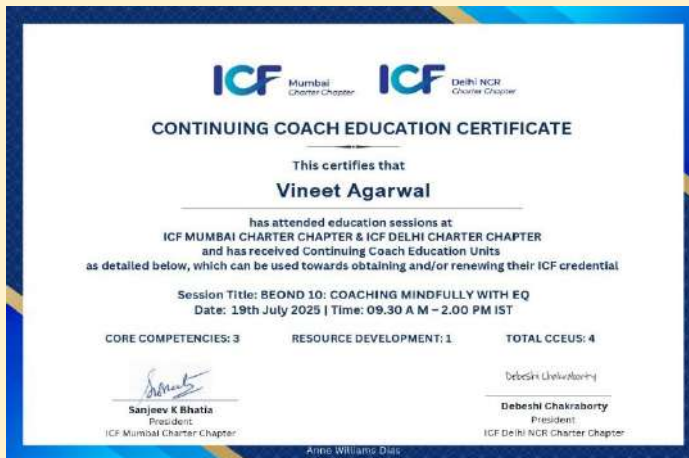 ICF Mumbai Charter Chapter ICF Delhi NCR Charter Chapter
CONTINUING COACH EDUCATION CERTIFICATE
This certifies that
Vineet Agarwal
has attended education sessions at
ICF MUMBAI CHARTER CHAPTER & ICF DELHI CHARTER CHAPTER
and has received Continuing Coach Education Units
as detailed below, which can be used towards obtaining and/or renewing their ICF credential
Session Title: BEOND 10: COACHING MINDFULLY WITH EQ
Date: 19th July 2025 | Time: 09.30 A M – 2.00 PM IST
CORE COMPETENCIES: 3 RESOURCE DEVELOPMENT: 1 TOTAL CCEUS: 4
Debeshi Chakraborty
Sanjeev K Bhatia Debeshi Chakraborty
President President
ICF Mumbai Charter Chapter ICF Delhi NCR Charter Chapter
Anne Williams Dias